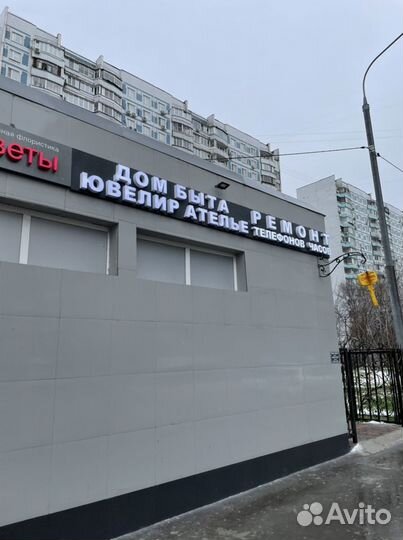 ная флористика
веты
ДОМ БЫТА РЕМОНТ
ЮВЕЛИР АТЕЛЬЕ ТЕЛЕФОНОВ ЧАСОВ
Avito